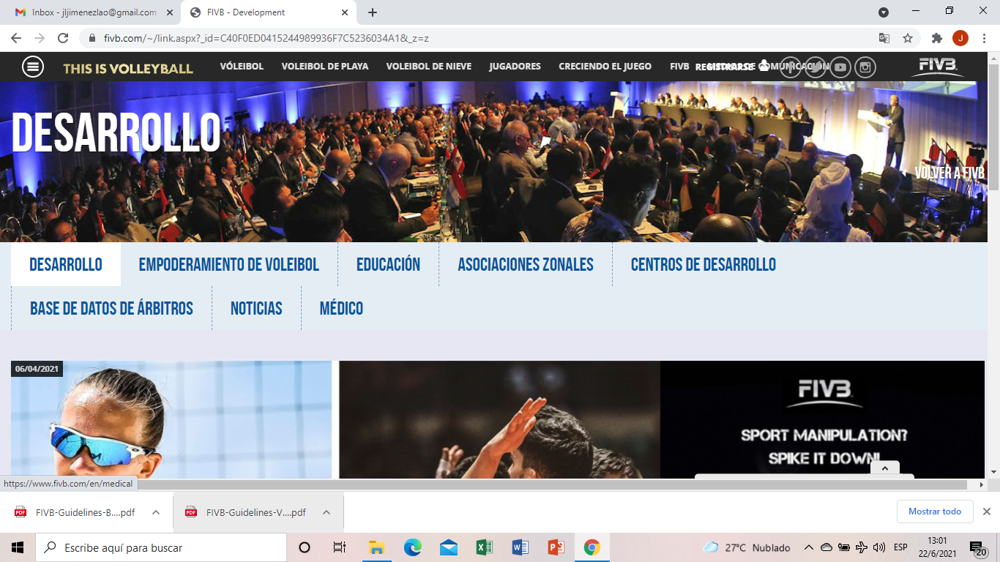 Inbox - jljimenezlao@gmail.com
FIVB - Development
fivb.com/~/link.aspx?_id=C40F0ED0415244989936F7C5236034A1&_z=z
J
THIS IS VOLLEYBALL
VÓLEIBOL
VOLEIBOL DE PLAYA
VOLEIBOL DE NIEVE
JUGADORES
CRECIENDO EL JUEGO
FIVB
REGISTRARSE
MEDIOS DE COMUNICACIÓN
FIVB
DESARROLLO
VOLVER A FIVB
DESARROLLO
EMPODERAMIENTO DE VOLEIBOL
EDUCACIÓN
ASOCIACIONES ZONALES
CENTROS DE DESARROLLO
BASE DE DATOS DE ÁRBITROS
NOTICIAS
MÉDICO
06/04/2021
FIVB
SPORT MANIPULATION?
SPIKE IT DOWN!
https://www.fivb.com/en/medical
FIVB-Guidelines-B....pdf
FIVB-Guidelines-V....pdf
Mostrar todo
Escribe aquí para buscar
27°C Nublado
ESP
13:01
22/6/2021
20